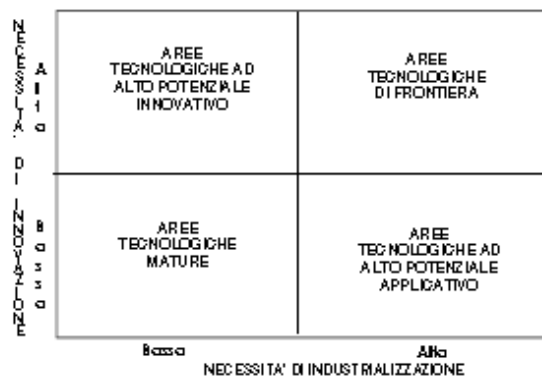 NECESSITA' DI INNOVAZIONE
Alta
AREE
TECNOLOGICHE AD
ALTO POTENZIALE
INNOVATIVO
AREE
TECNOLOGICHE
DI FRONTIERA
Bassa
AREE
TECNOLOGICHE
MATURE
AREE
TECNOLOGICHE AD
ALTO POTENZIALE
APPLICATIVO
Bassa
Alta
NECESSITA' DI INDUSTRIALIZZAZIONE